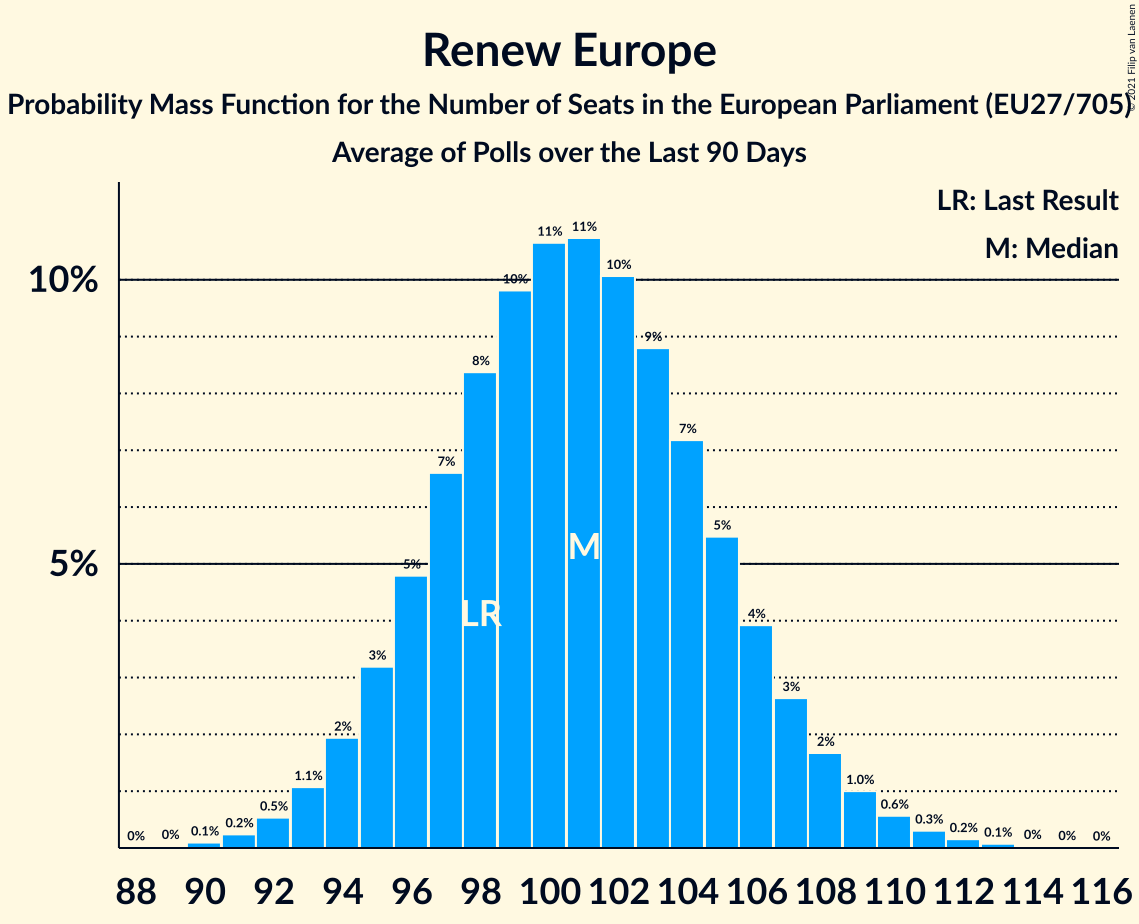 Renew Europe
Probability Mass Function for the Number of Seats in the European Parliament (EU27/705)
Average of Polls over the Last 90 Days
© 2021 Filip van Laenen
LR: Last Result
M: Median
10%
5%
0% 0% 0.1% 0.2% 0.5% 1.1% 2% 3% 5% 7% 8% 10% 11% 11% 10% 9% 7% 5% 4% 3% 2% 1.0% 0.6% 0.3% 0.2% 0.1% 0% 0% 0%
M
LR
88 90 92 94 96 98 100 102 104 106 108 110 112 114 116